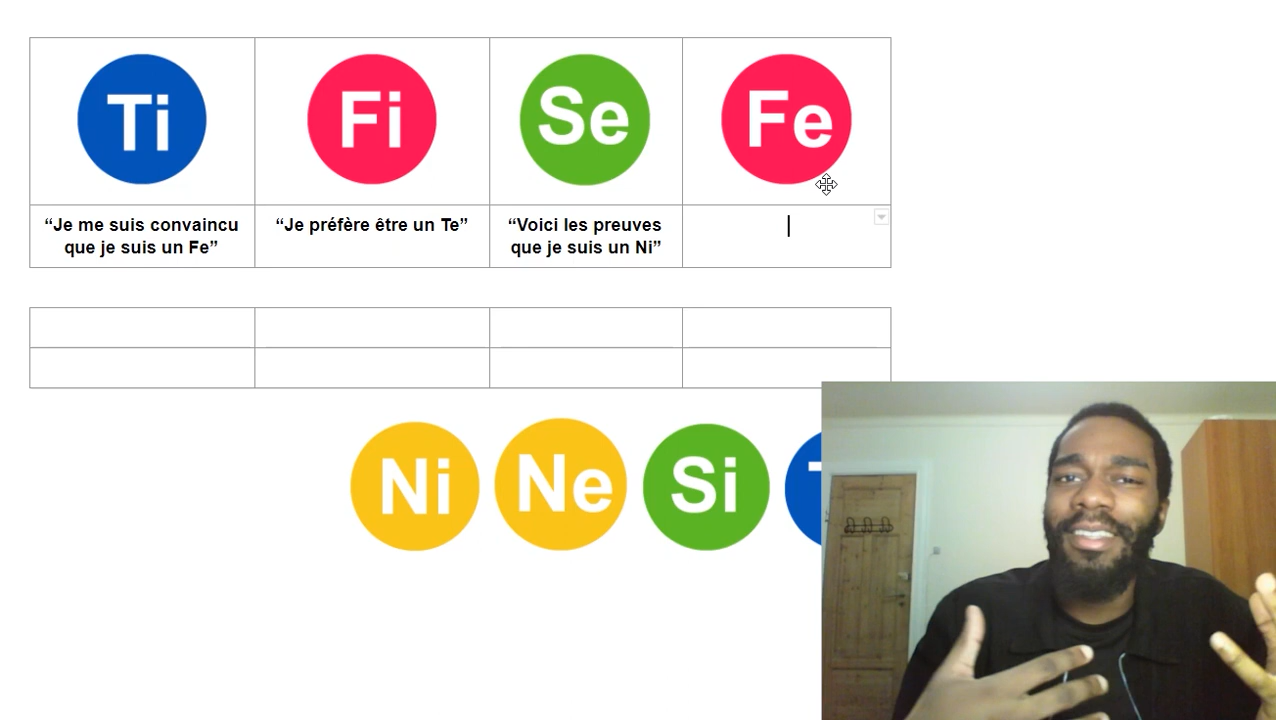 Ti
Fi
Se
Fe
“Je me suis convaincu
que je suis un Fe”
“Je préfère être un Te”
“Voici les preuves
que je suis un Ni”
Ni
Ne
Si